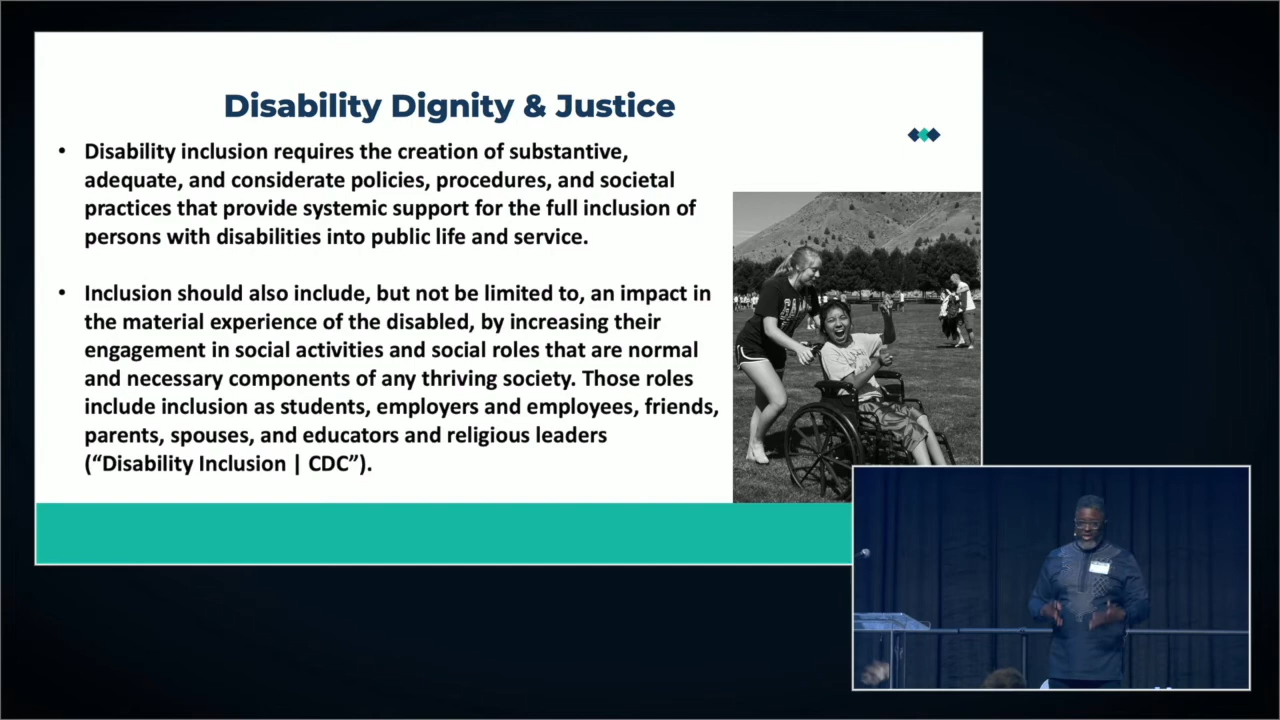 Disability Dignity & Justice
• Disability inclusion requires the creation of substantive,
adequate, and considerate policies, procedures, and societal
practices that provide systemic support for the full inclusion of
persons with disabilities into public life and service.
• Inclusion should also include, but not be limited to, an impact in
the material experience of the disabled, by increasing their
engagement in social activities and social roles that are normal
and necessary components of any thriving society. Those roles
include inclusion as students, employers and employees, friends,
parents, spouses, and educators and religious leaders
(“Disability Inclusion | CDC”).